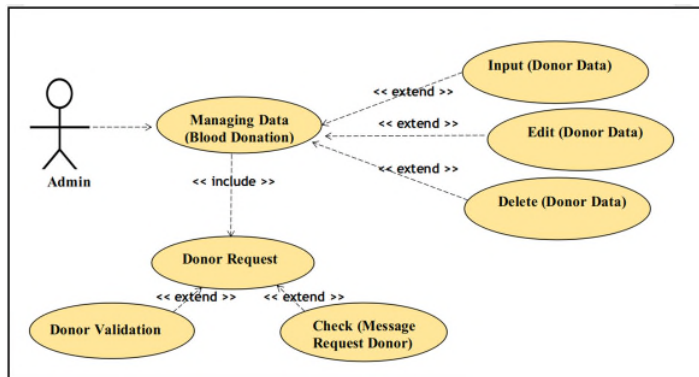 Input (Donor Data)
<< extend >>
Managing Data
(Blood Donation)
<< extend >>
Edit (Donor Data)
<< extend >>
Admin
<< include >>
Delete (Donor Data)
Donor Request
<< extend >>
<< extend >>
Donor Validation
Check (Message
Request Donor)